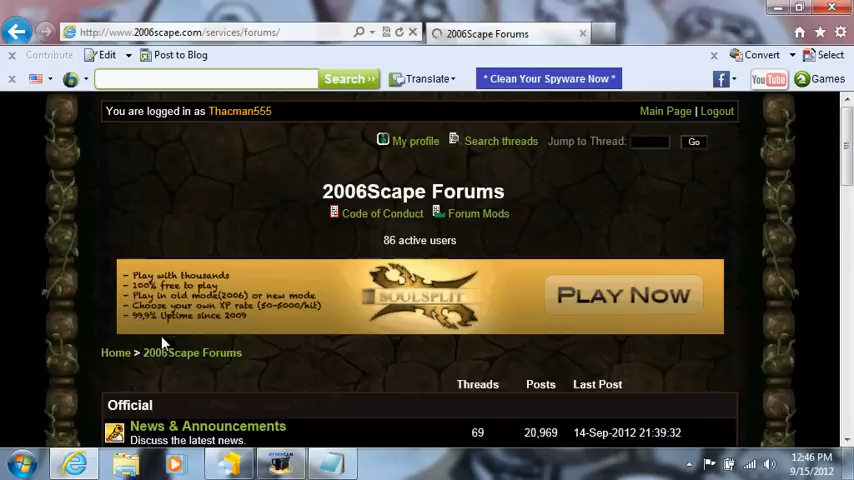 http://www.2006scape.com/services/forums/
2006Scape Forums
Contribute Edit Post to Blog Convert Select
Search>> Translate * Clean Your Spyware Now * YouTube Games
You are logged in as Thacman555 Main Page | Logout
My profile Search threads Jump to Thread: Go
2006Scape Forums
Code of Conduct Forum Mods
86 active users
- Play with thousands
- 100% free to play
- Play in old mode(2006) or new mode
- Choose your own XP rate (50-5000/hit)
- 99,9% Uptime since 2009
SOULSPLIT
PLAY NOW
Home > 2006Scape Forums
Threads Posts Last Post
Official
News & Announcements 69 20,969 14-Sep-2012 21:39:32
Discuss the latest news.
12:46 PM
9/15/2012